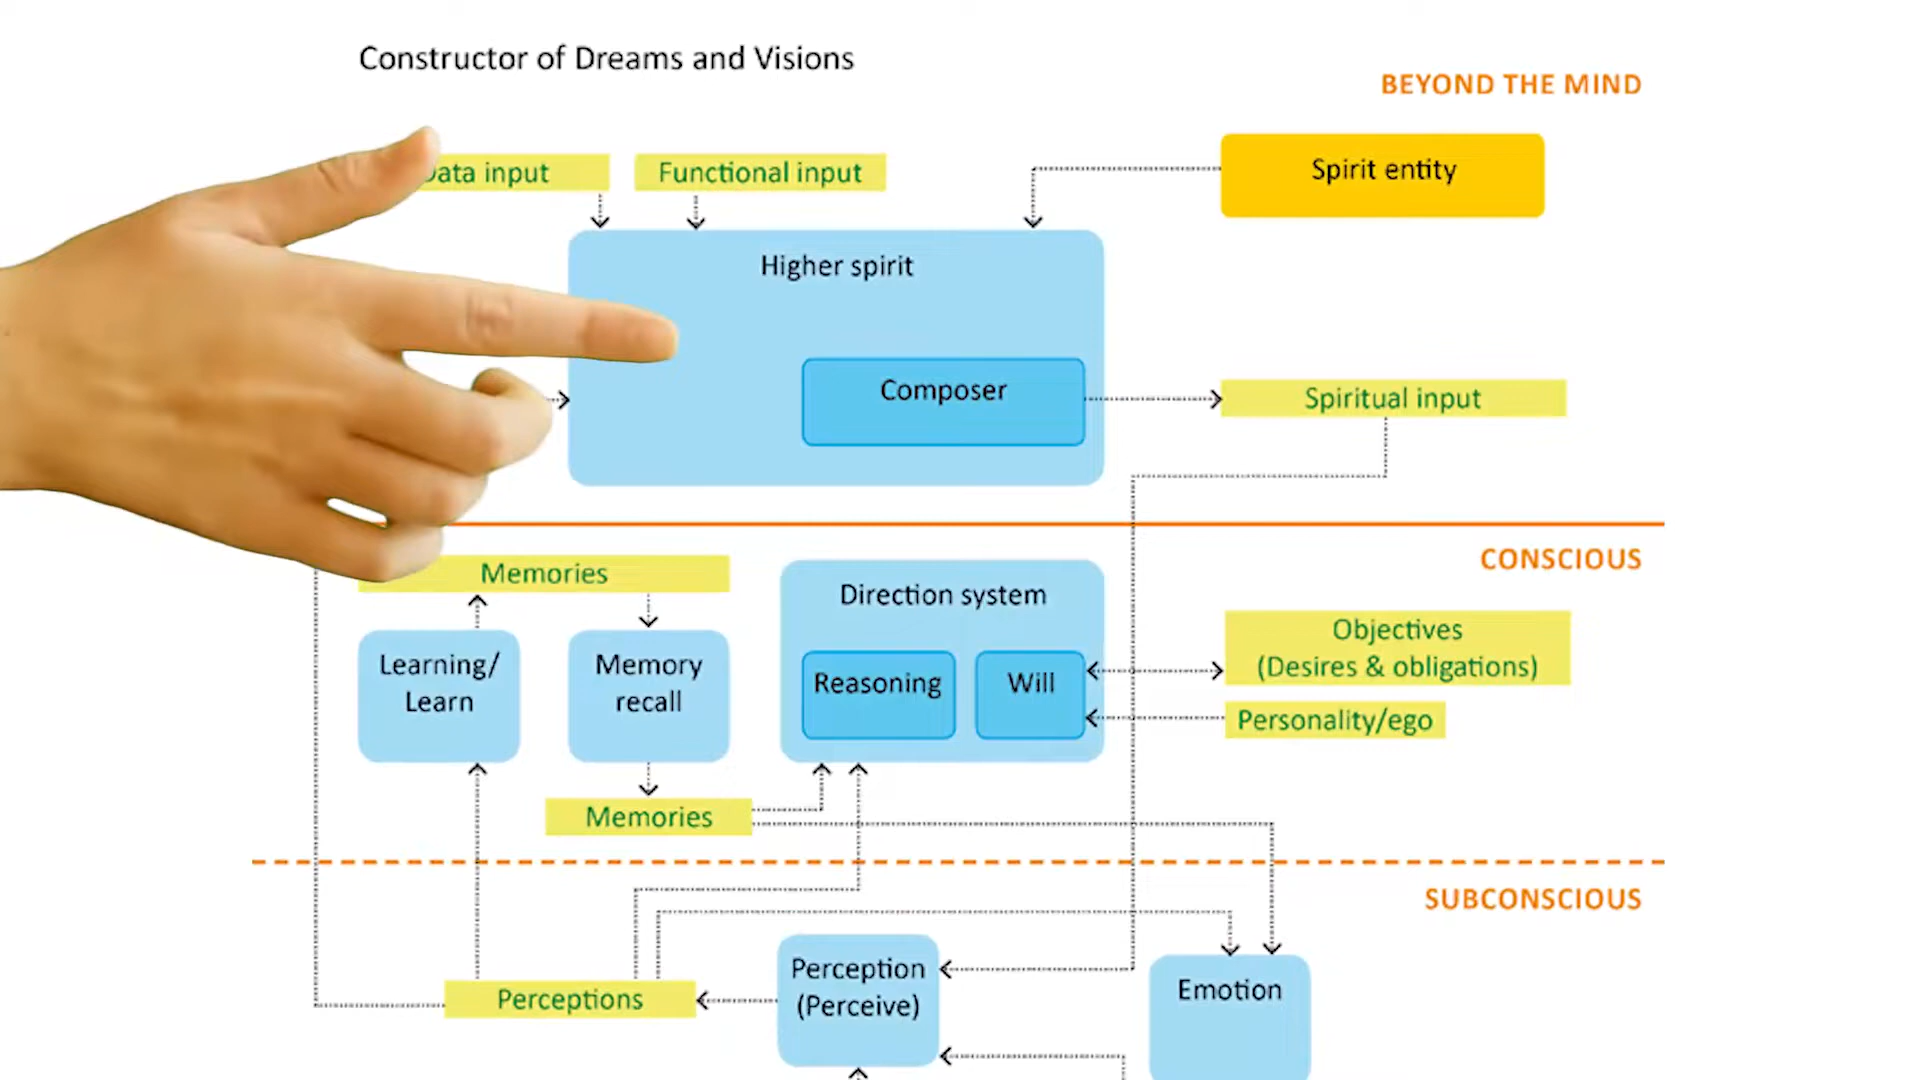 Constructor of Dreams and Visions
BEYOND THE MIND
Data input
Functional input
Spirit entity
Higher spirit
Composer
Spiritual input
CONSCIOUS
Memories
Direction system
Objectives
(Desires & obligations)
Learning/
Learn
Memory
recall
Reasoning
Will
Personality/ego
Memories
SUBCONSCIOUS
Perception
(Perceive)
Emotion
Perceptions